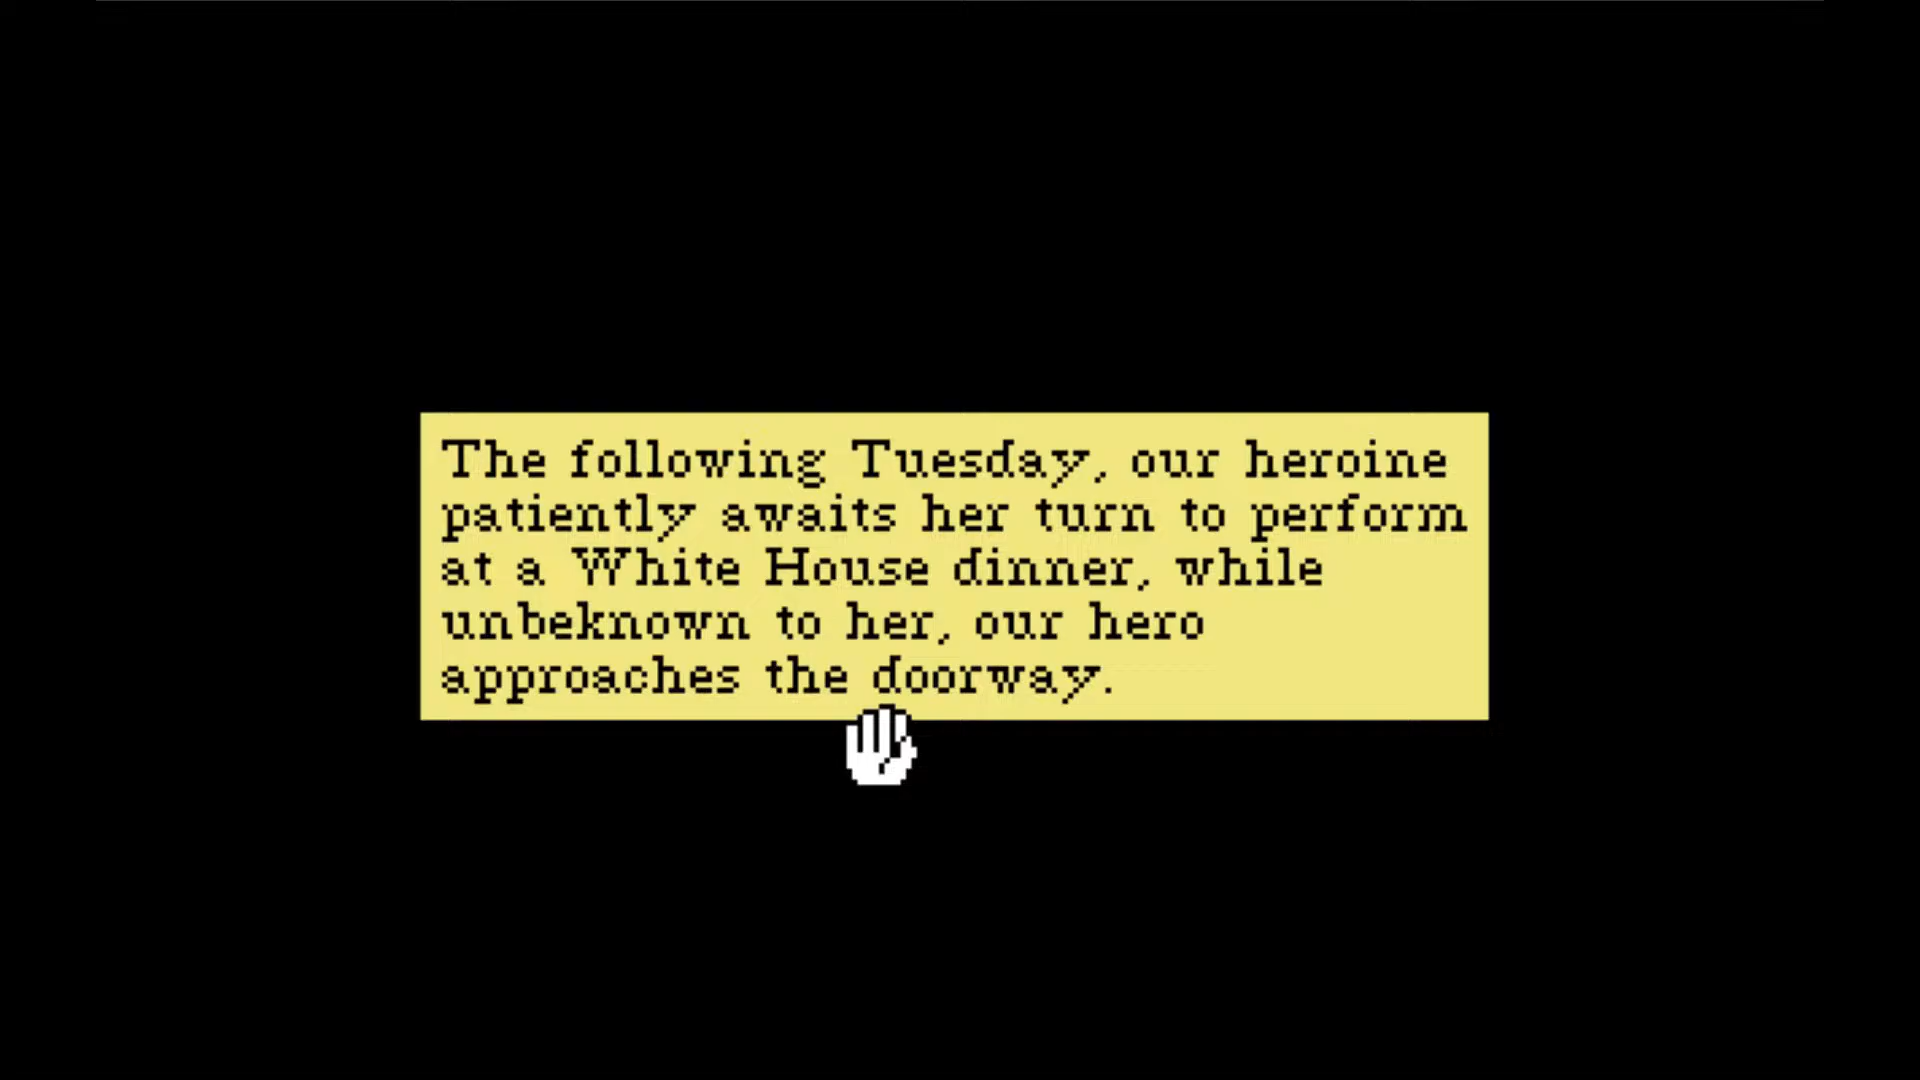 The following Tuesday, our heroine
patiently awaits her turn to perform
at a White House dinner, while
unbeknown to her, our hero
approaches the doorway.